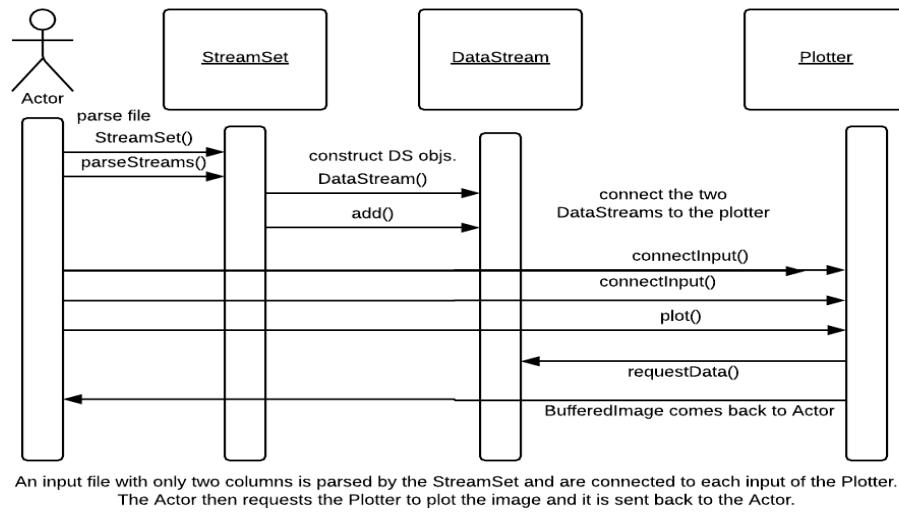 StreamSet
DataStream
Plotter
Actor
parse file
StreamSet()
parseStreams()
construct DS objs.
DataStream()
add()
connect the two
DataStreams to the plotter
connectInput()
connectInput()
plot()
requestData()
BufferedImage comes back to Actor
An input file with only two columns is parsed by the StreamSet and are connected to each input of the Plotter.
The Actor then requests the Plotter to plot the image and it is sent back to the Actor.